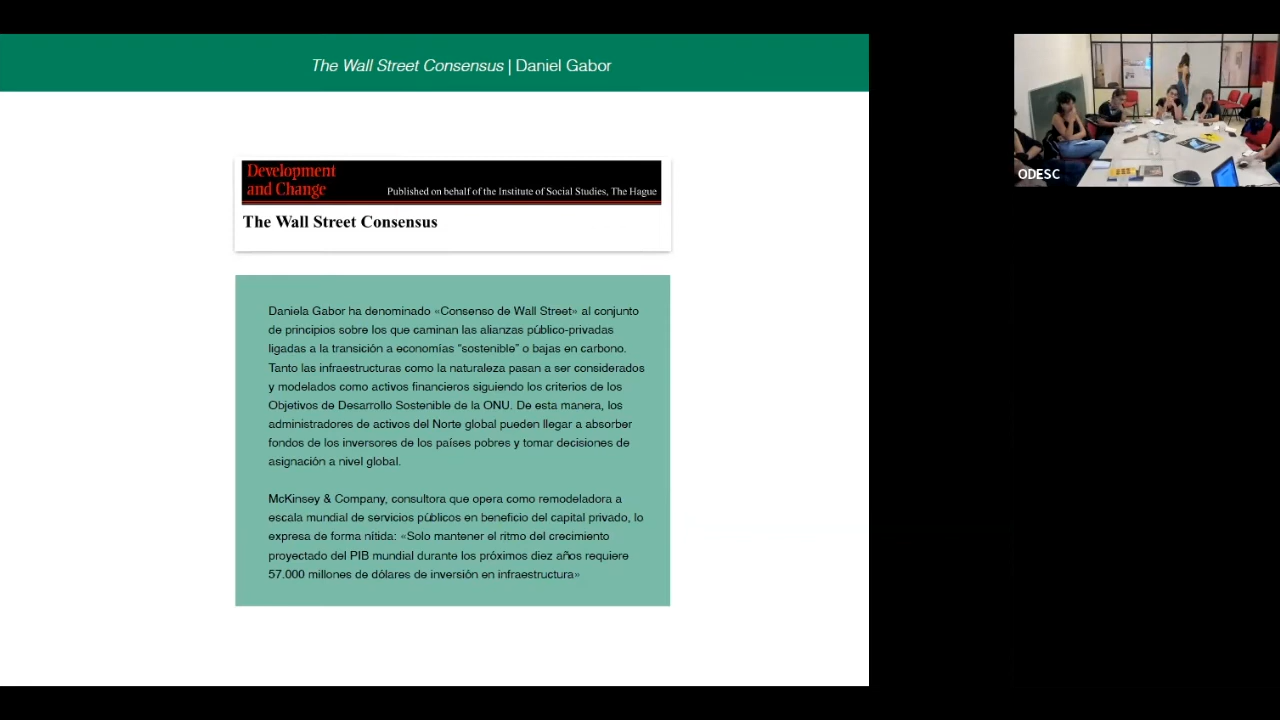 The Wall Street Consensus | Daniel Gabor
Development
and Change
Published on behalf of the Institute of Social Studies, The Hague
The Wall Street Consensus
Daniela Gabor ha denominado «Consenso de Wall Street» al conjunto
de principios sobre los que caminan las alianzas público-privadas
ligadas a la transición a economías “sostenible” o bajas en carbono.
Tanto las infraestructuras como la naturaleza pasan a ser considerados
y modelados como activos financieros siguiendo los criterios de los
Objetivos de Desarrollo Sostenible de la ONU. De esta manera, los
administradores de activos del Norte global pueden llegar a absorber
fondos de los inversores de los países pobres y tomar decisiones de
asignación a nivel global.
McKinsey & Company, consultora que opera como remodeladora a
escala mundial de servicios públicos en beneficio del capital privado, lo
expresa de forma nítida: «Solo mantener el ritmo del crecimiento
proyectado del PIB mundial durante los próximos diez años requiere
57.000 millones de dólares de inversión en infraestructura»
ODESC